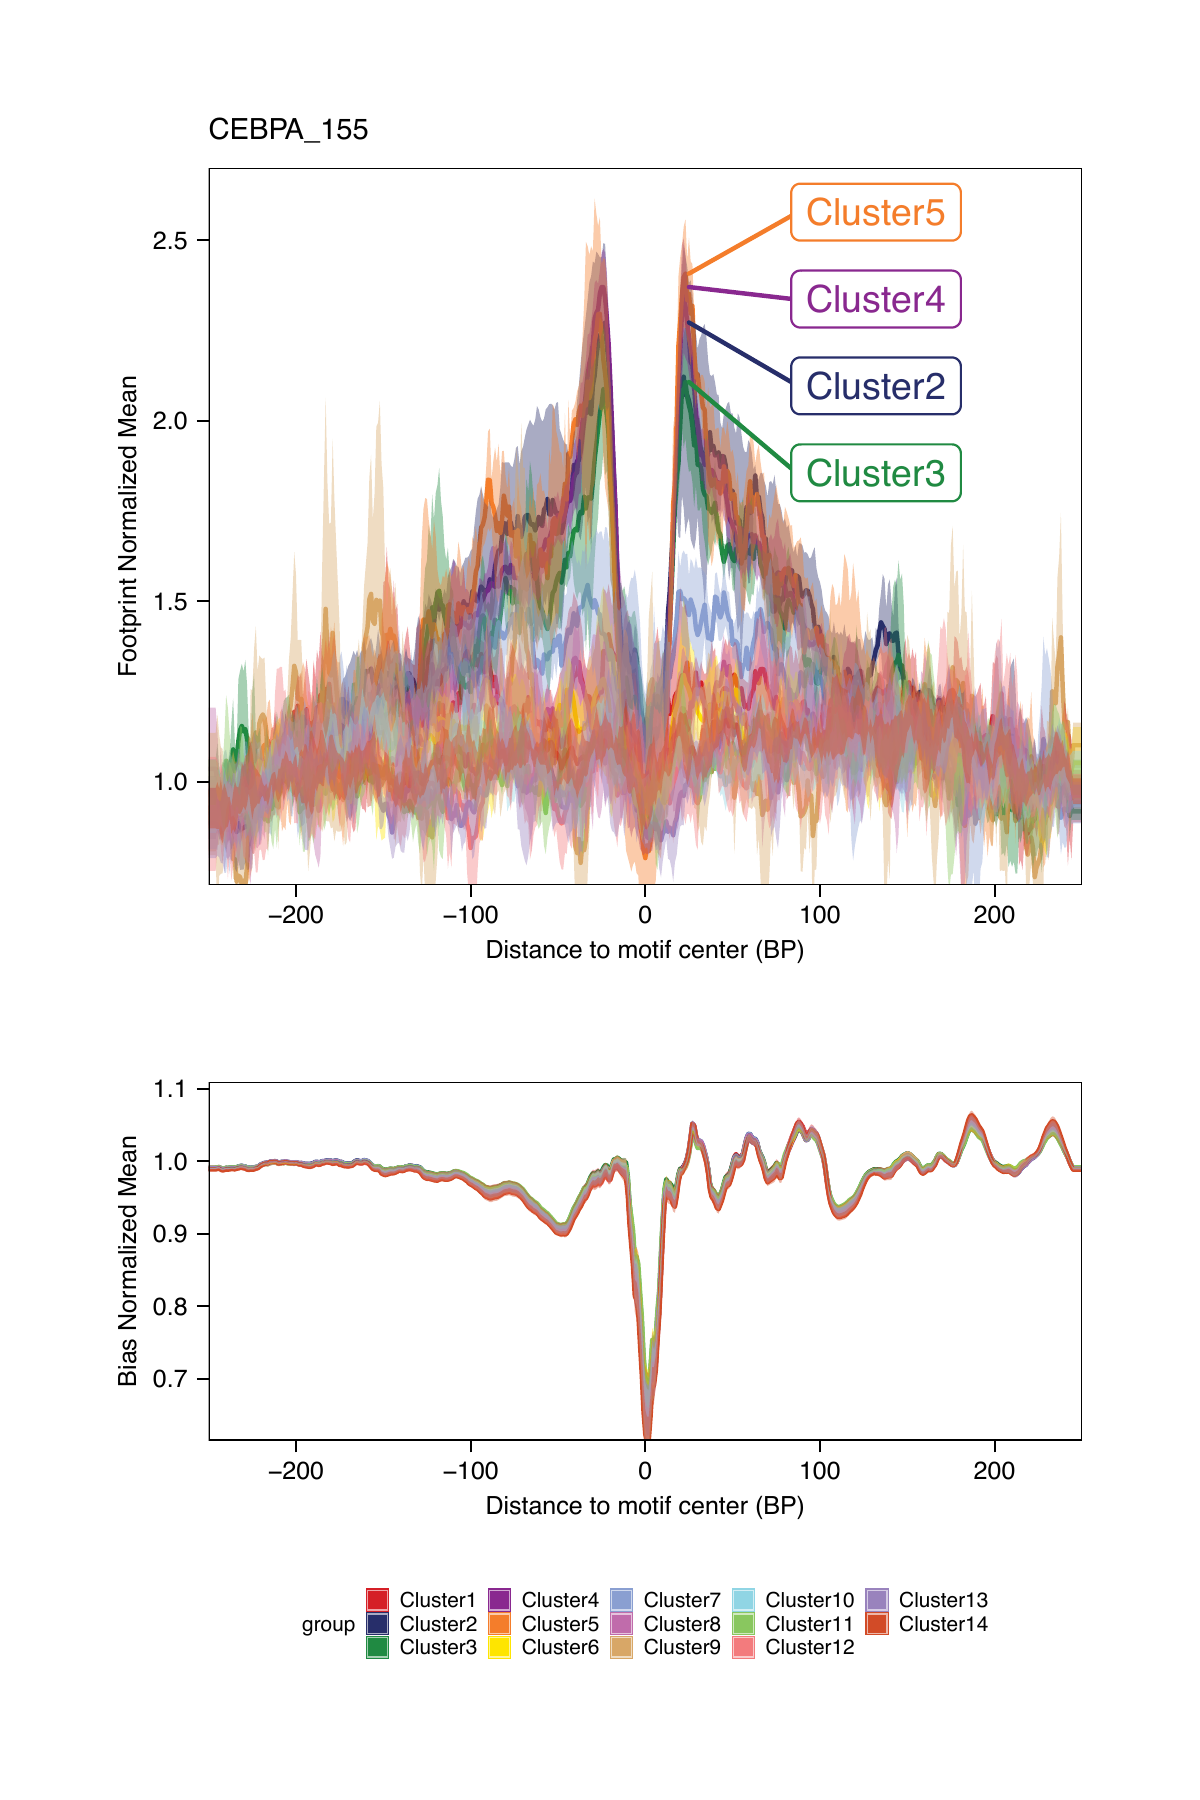 CEBPA_155
Cluster5
Cluster4
Cluster2
Cluster3
Footprint Normalized Mean
2.5
2.0
1.5
1.0
−200 −100 0 100 200
Distance to motif center (BP)
Bias Normalized Mean
1.1
1.0
0.9
0.8
0.7
−200 −100 0 100 200
Distance to motif center (BP)
Cluster1 Cluster4 Cluster7 Cluster10 Cluster13
group Cluster2 Cluster5 Cluster8 Cluster11 Cluster14
Cluster3 Cluster6 Cluster9 Cluster12